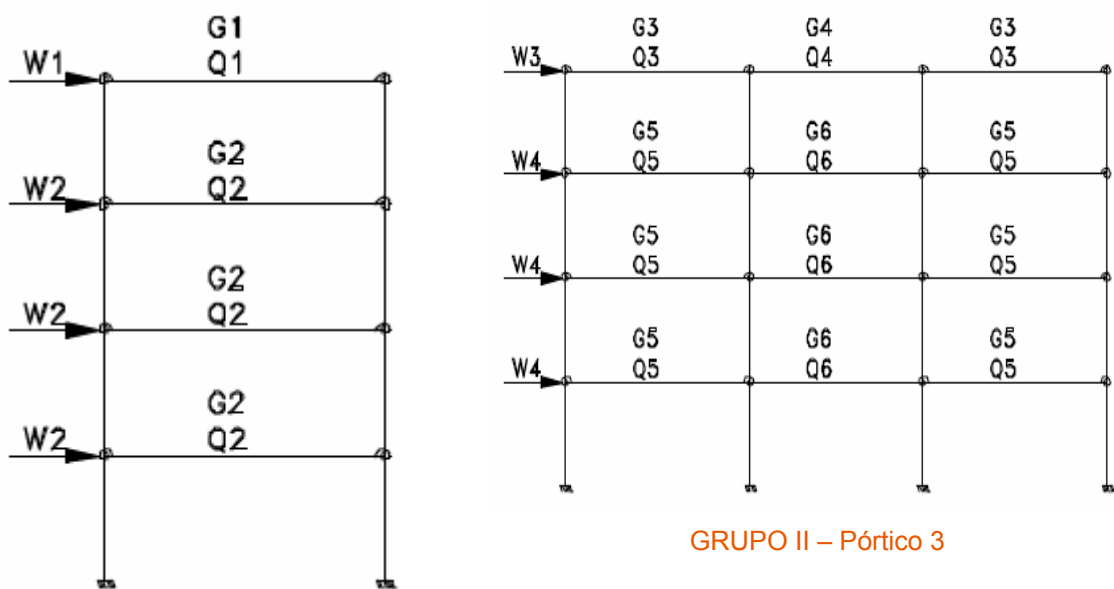 G1
W1 Q1
G2
W2 Q2
G2
W2 Q2
G2
W2 Q2
G3 G4 G3
W3 Q3 Q4 Q3
G5 G6 G5
W4 Q5 Q6 Q5
G5 G6 G5
W4 Q5 Q6 Q5
G5 G6 G5
W4 Q5 Q6 Q5
GRUPO II – Pórtico 3